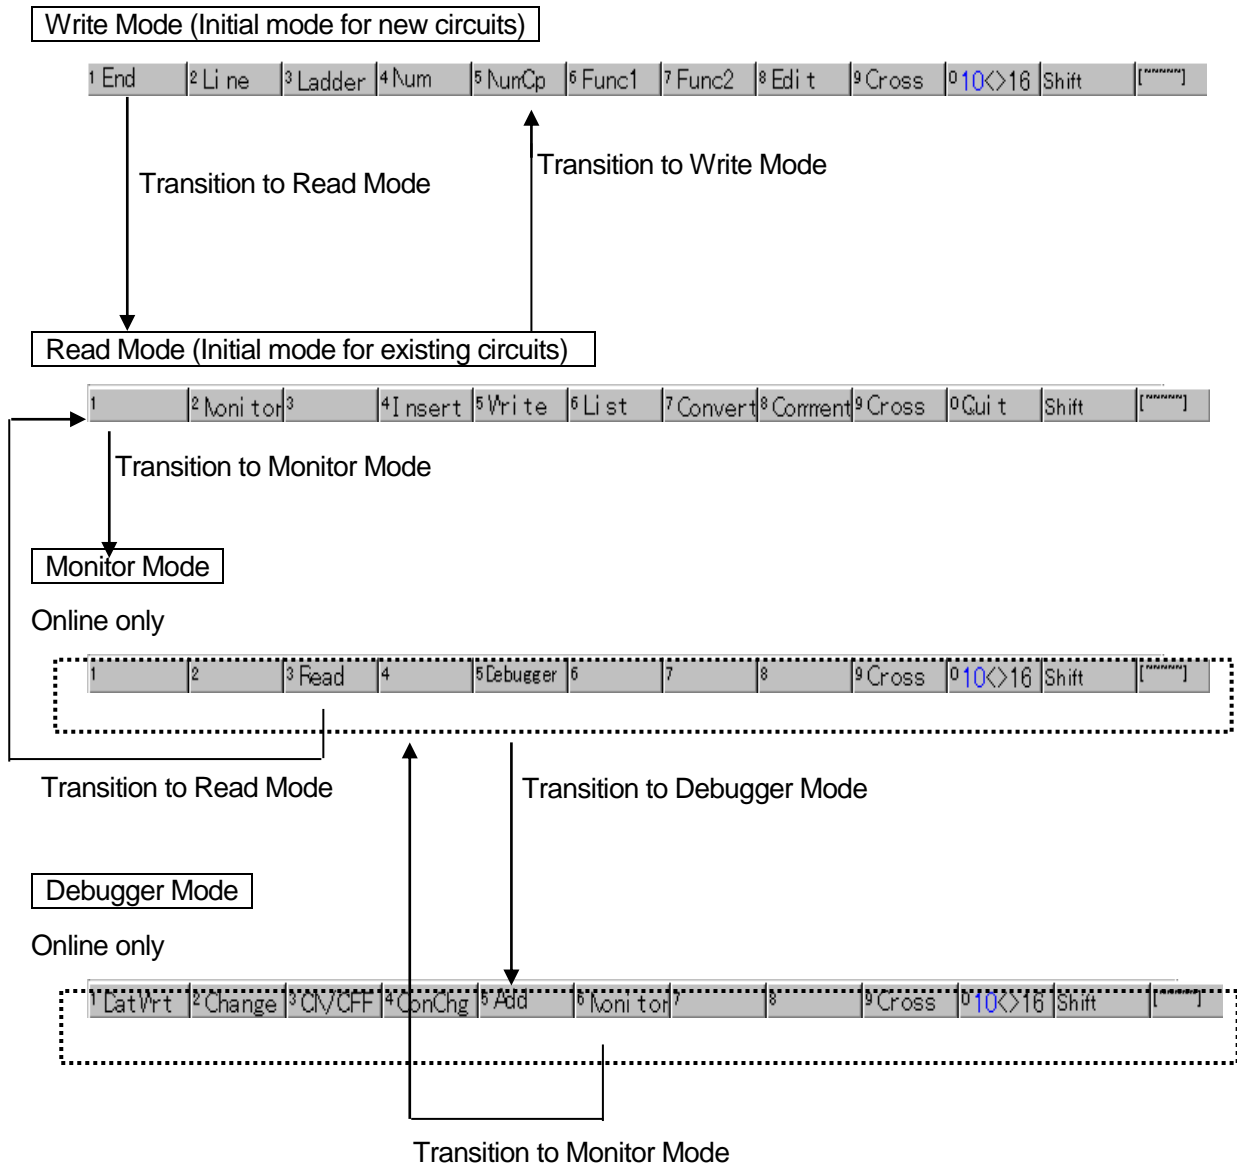 Write Mode (Initial mode for new circuits)
1 End 2 Line 3 Ladder 4 Num 5 NumCp 6 Func1 7 Func2 8 Edit 9 Cross 0 10<>16 Shift [~~~~~]
Transition to Read Mode
Transition to Write Mode
Read Mode (Initial mode for existing circuits)
1 2 Monitor 3 4 Insert 5 Write 6 List 7 Convert 8 Comment 9 Cross 0 Quit Shift [~~~~~]
Transition to Monitor Mode
Monitor Mode
Online only
1 2 3 Read 4 5 Debugger 6 7 8 9 Cross 0 10<>16 Shift [~~~~~]
Transition to Read Mode
Transition to Debugger Mode
Debugger Mode
Online only
1 DatWrt 2 Change 3 ON/OFF 4 ConChg 5 Add 6 Monitor 7 8 9 Cross 0 10<>16 Shift [~~~~~]
Transition to Monitor Mode